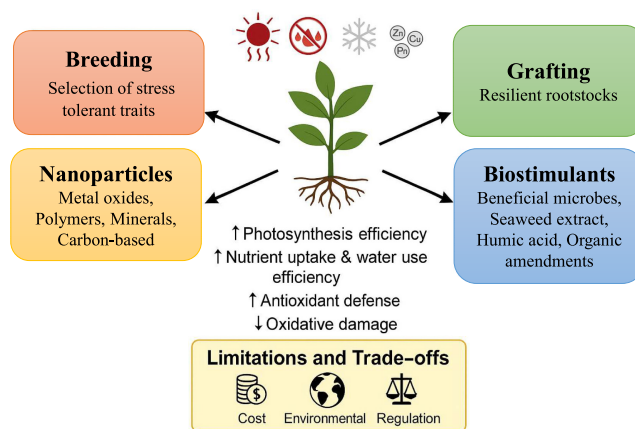 Zn
Cu
Pn
Breeding
Selection of stress
tolerant traits
Grafting
Resilient rootstocks
Nanoparticles
Metal oxides,
Polymers, Minerals,
Carbon-based
Biostimulants
Beneficial microbes,
Seaweed extract,
Humic acid, Organic
amendments
↑ Photosynthesis efficiency
↑ Nutrient uptake & water use
efficiency
↑ Antioxidant defense
↓ Oxidative damage
Limitations and Trade-offs
$
Cost
Environmental
Regulation